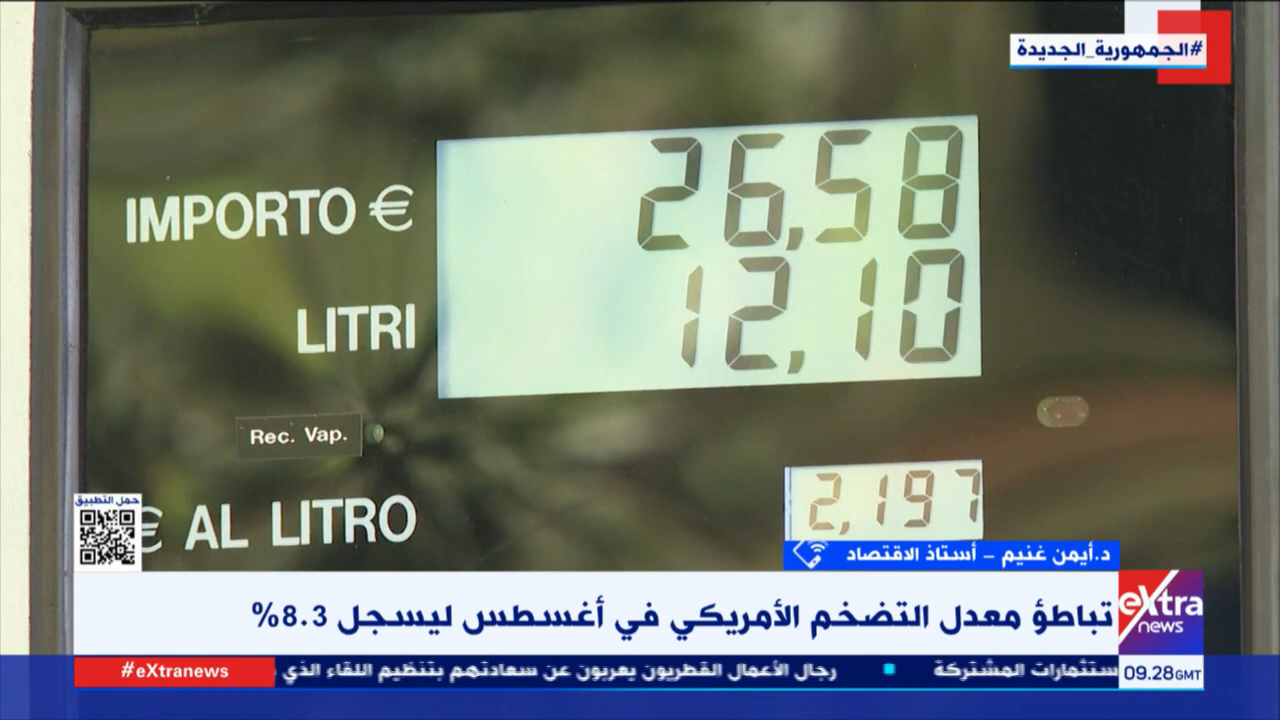 #الجمهورية_الجديدة
IMPORTO € 26,58
LITRI 12,10
Rec. Vap.
€ AL LITRO 2,197
حمل التطبيق
د.أيمن غنيم – أستاذ الاقتصاد
تباطؤ معدل التضخم الأمريكي في أغسطس ليسجل 8.3%
eXtra news
ستثمارات المشتركة ■ رجال الأعمال القطريون يعربون عن سعادتهم بتنظيم اللقاء الذي
#eXtranews
09.28 GMT